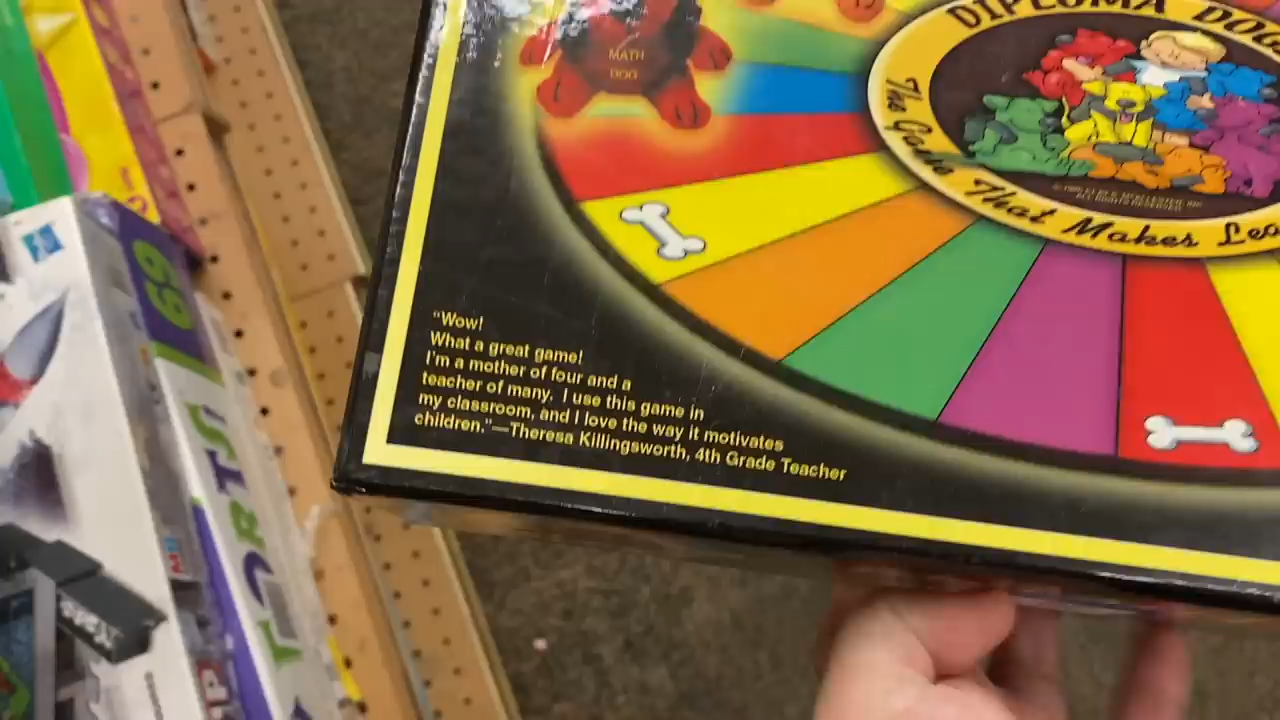 DIPLOMA DOG
MATH
DOG
The Game That Makes Lea
"Wow!
What a great game!
I'm a mother of four and a
teacher of many. I use this game in
my classroom, and I love the way it motivates
children."—Theresa Killingsworth, 4th Grade Teacher
69